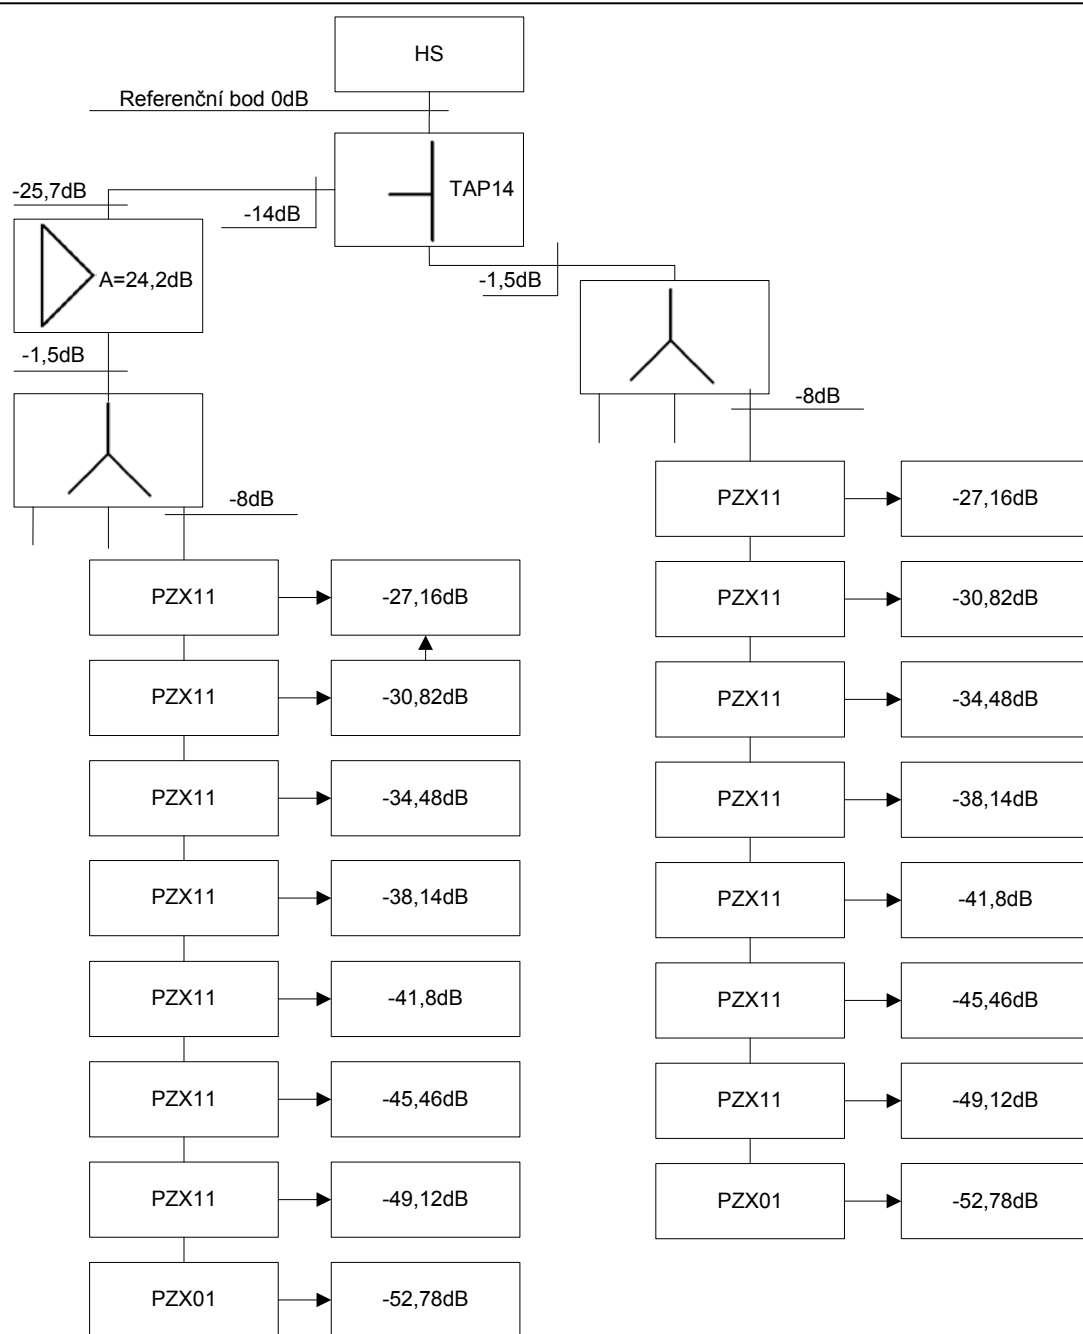 HS
Referenční bod 0dB
TAP14
-25,7dB
-14dB
A=24,2dB
-1,5dB
-1,5dB
-8dB
-8dB
PZX11
-27,16dB
PZX11
-30,82dB
PZX11
-34,48dB
PZX11
-38,14dB
PZX11
-41,8dB
PZX11
-45,46dB
PZX11
-49,12dB
PZX01
-52,78dB
PZX11
-27,16dB
PZX11
-30,82dB
PZX11
-34,48dB
PZX11
-38,14dB
PZX11
-41,8dB
PZX11
-45,46dB
PZX11
-49,12dB
PZX01
-52,78dB